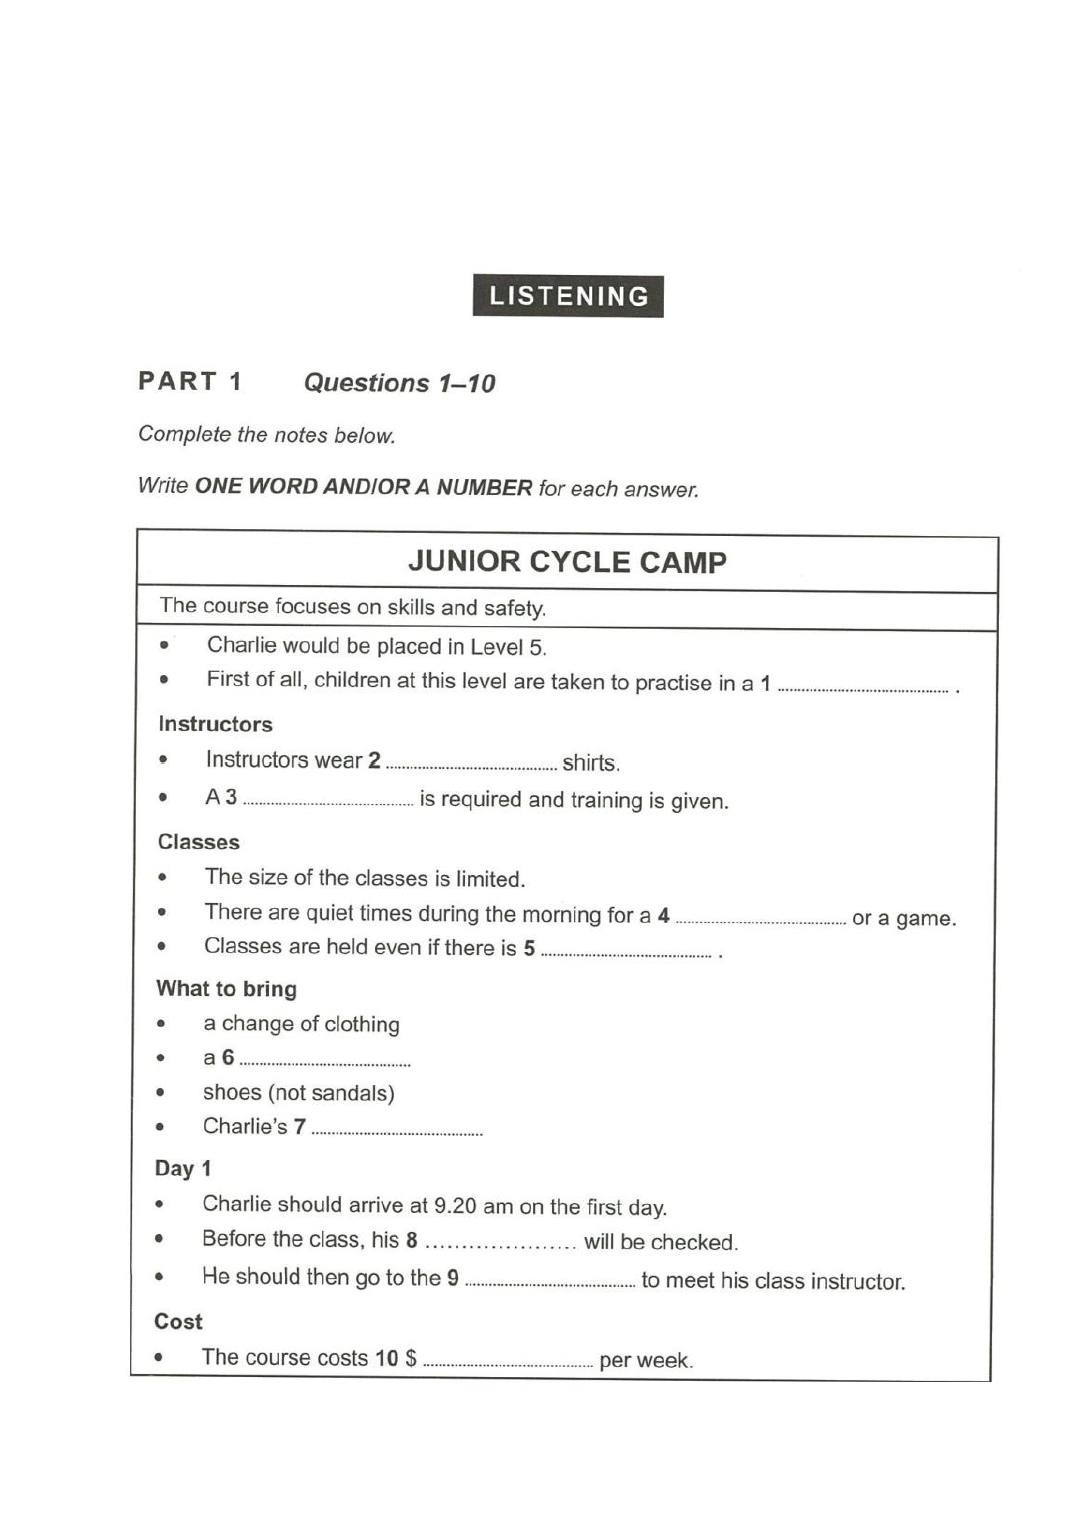 LISTENING
PART 1 Questions 1–10
Complete the notes below.
Write ONE WORD AND/OR A NUMBER for each answer.
JUNIOR CYCLE CAMP
The course focuses on skills and safety.
• Charlie would be placed in Level 5.
• First of all, children at this level are taken to practise in a 1 .................... .
Instructors
• Instructors wear 2 .................... shirts.
• A 3 .................... is required and training is given.
Classes
• The size of the classes is limited.
• There are quiet times during the morning for a 4 .................... or a game.
• Classes are held even if there is 5 .................... .
What to bring
• a change of clothing
• a 6 ....................
• shoes (not sandals)
• Charlie's 7 ....................
Day 1
• Charlie should arrive at 9.20 am on the first day.
• Before the class, his 8 ..................... will be checked.
• He should then go to the 9 .................... to meet his class instructor.
Cost
• The course costs 10 $ .................... per week.